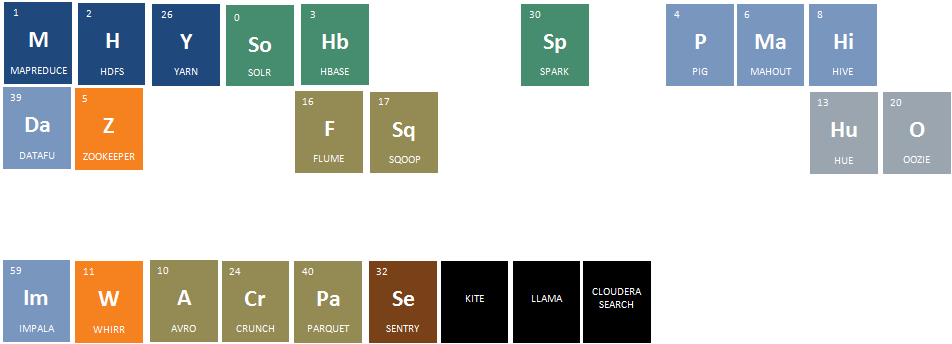 1
M
MAPREDUCE
2
H
HDFS
26
Y
YARN
0
So
SOLR
3
Hb
HBASE
30
Sp
SPARK
4
P
PIG
6
Ma
MAHOUT
8
Hi
HIVE
39
Da
DATAFU
5
Z
ZOOKEEPER
16
F
FLUME
17
Sq
SQOOP
13
Hu
HUE
20
O
OOZIE
59
Im
IMPALA
11
W
WHIRR
10
A
AVRO
24
Cr
CRUNCH
40
Pa
PARQUET
32
Se
SENTRY
KITE
LLAMA
CLOUDERA
SEARCH